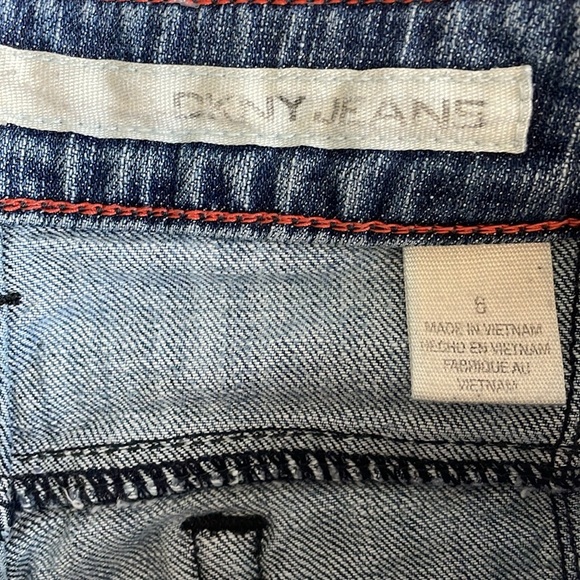 DKNY JEANS
6
MADE IN VIETNAM
HECHO EN VIETNAM
FABRIQUE AU
VIETNAM